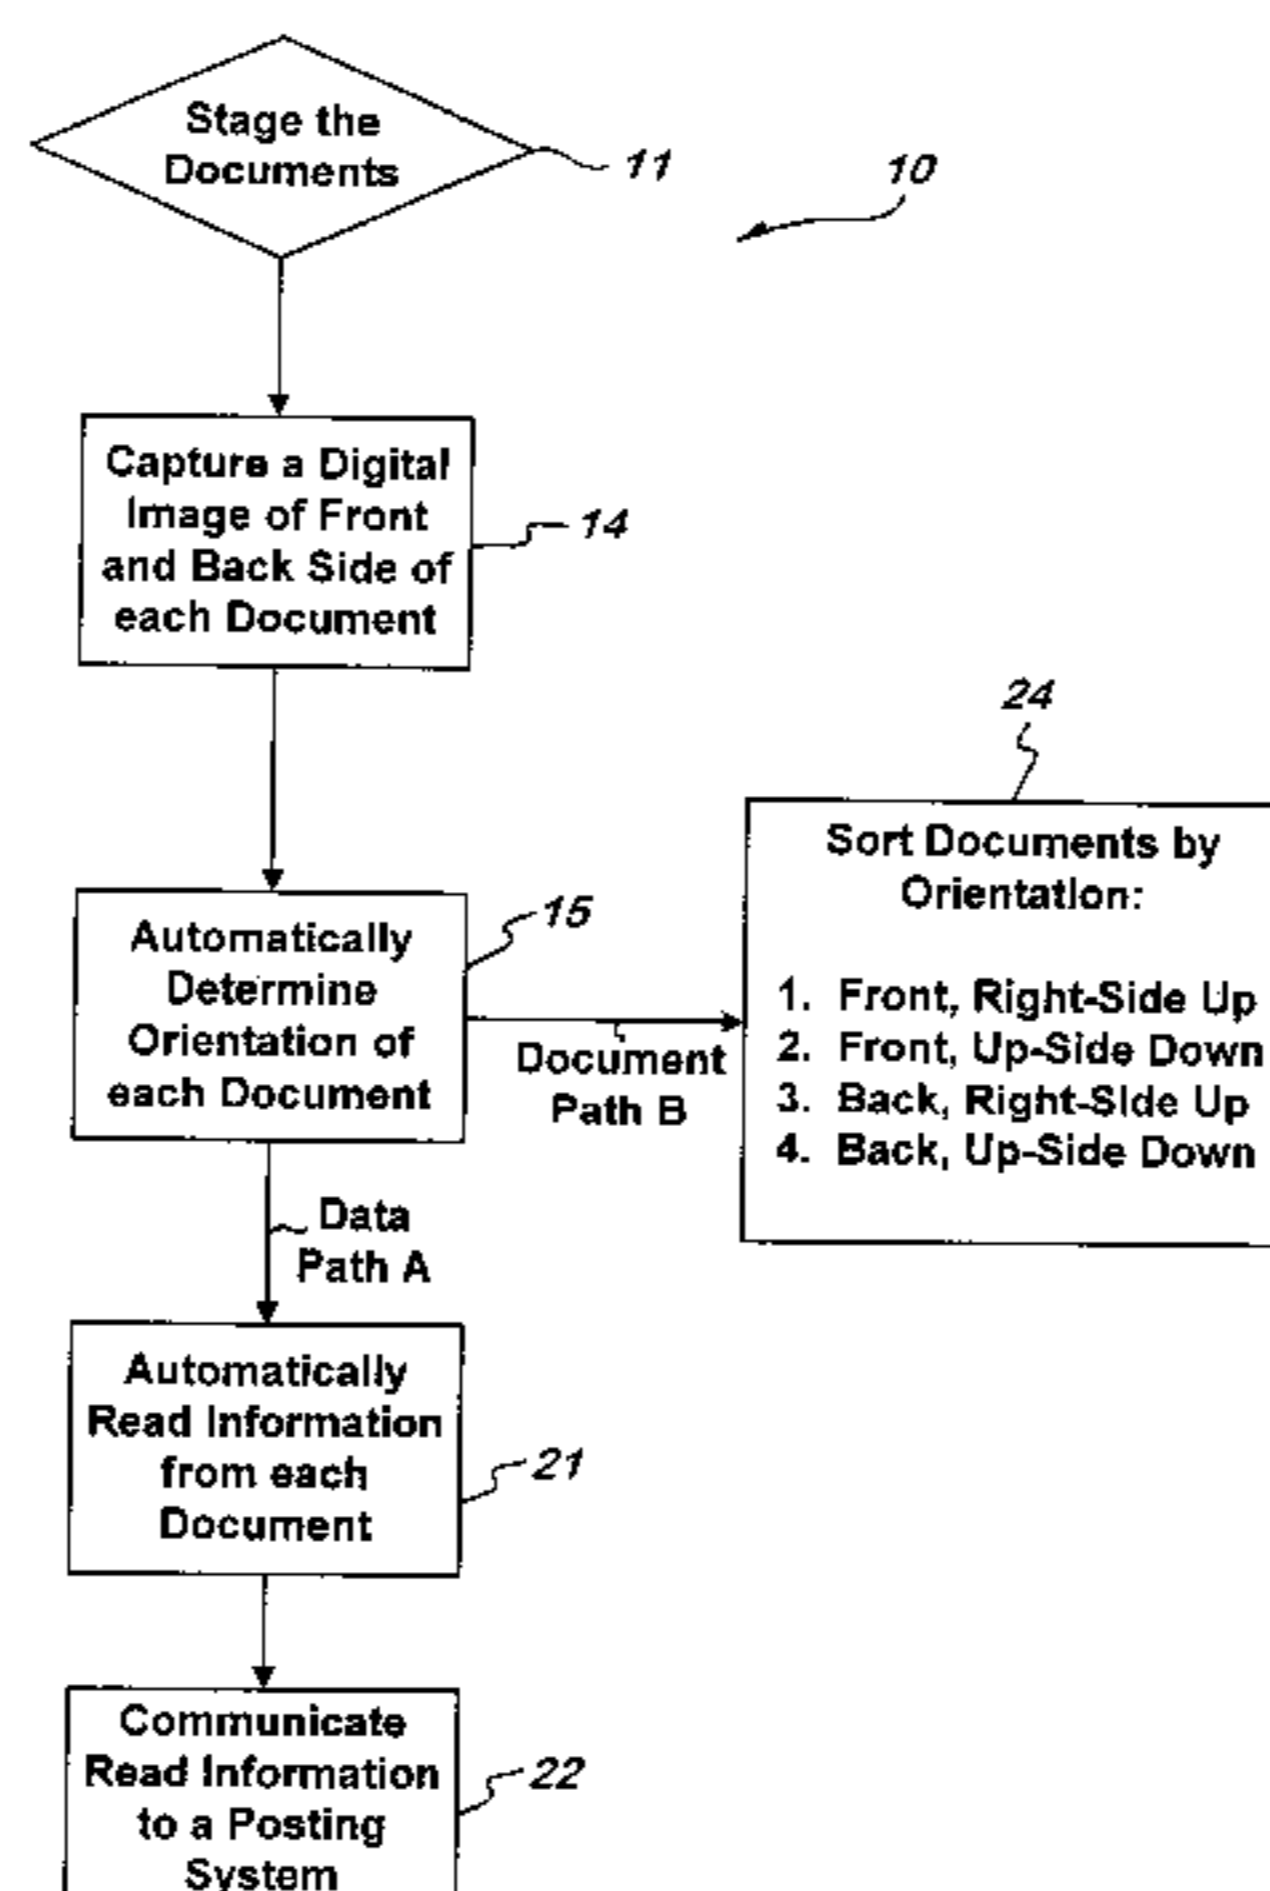 Stage the
Documents
11
10
Capture a Digital
Image of Front
and Back Side of
each Document
14
24
Sort Documents by
Orientation:
1. Front, Right-Side Up
2. Front, Up-Side Down
3. Back, Right-Side Up
4. Back, Up-Side Down
Automatically
Determine
Orientation of
each Document
15
Document
Path B
Data
Path A
Automatically
Read Information
from each
Document
21
Communicate
Read Information
to a Posting
System
22